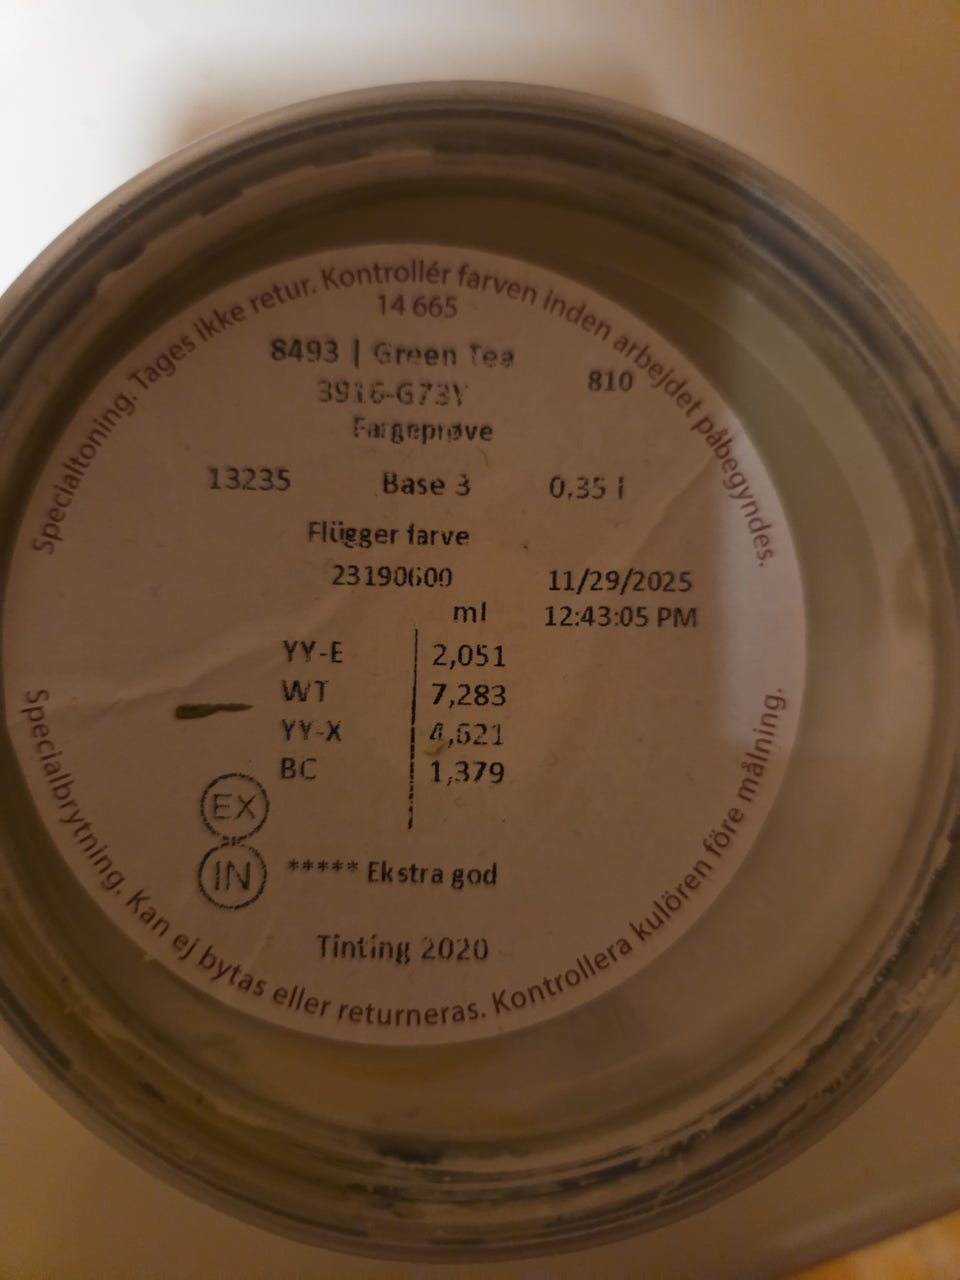 Specialtoning. Tages ikke retur. Kontrollér farven inden arbejdet påbegyndes.
14 665
8493 | Green Tea
810
3916-G73Y
Fargeprøve
13235 Base 3 0,35 l
Flügger farve
23190600 11/29/2025
ml 12:43:05 PM
YY-E 2,051
WT 7,283
YY-X 4,621
BC 1,379
EX
IN ***** Ekstra god
Tinting 2020
Specialbrytning. Kan ej bytas eller returneras. Kontrollera kulören före målning.